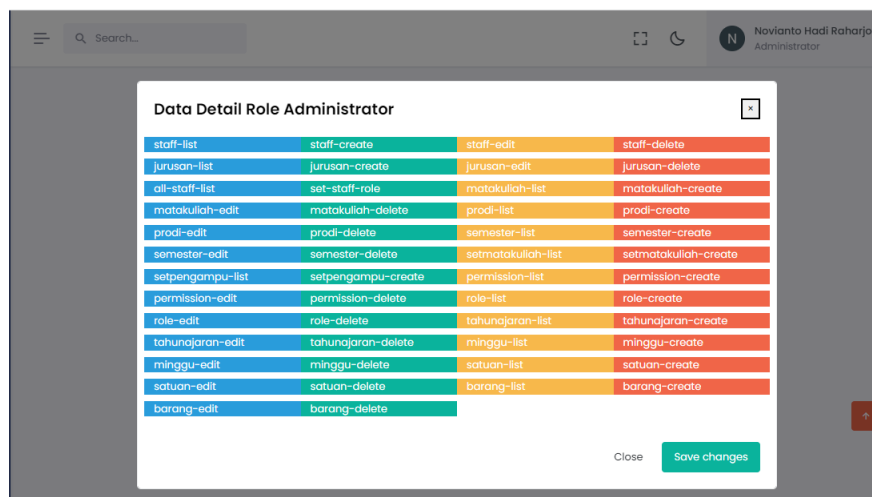 Search...
N
Novianto Hadi Raharjo
Administrator
Data Detail Role Administrator
×
staff-list staff-create staff-edit staff-delete
jurusan-list jurusan-create jurusan-edit jurusan-delete
all-staff-list set-staff-role matakuliah-list matakuliah-create
matakuliah-edit matakuliah-delete prodi-list prodi-create
prodi-edit prodi-delete semester-list semester-create
semester-edit semester-delete setmatakuliah-list setmatakuliah-create
setpengampu-list setpengampu-create permission-list permission-create
permission-edit permission-delete role-list role-create
role-edit role-delete tahunajaran-list tahunajaran-create
tahunajaran-edit tahunajaran-delete minggu-list minggu-create
minggu-edit minggu-delete satuan-list satuan-create
satuan-edit satuan-delete barang-list barang-create
barang-edit barang-delete
Close Save changes